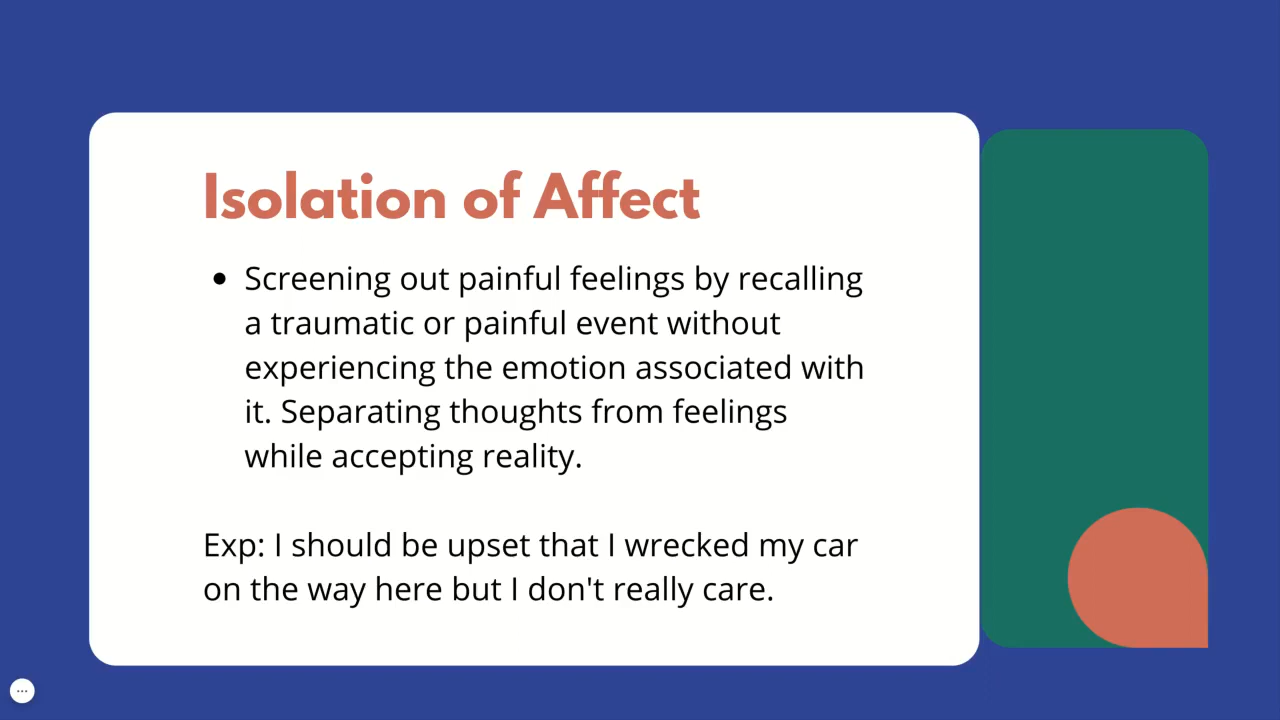 Isolation of Affect
• Screening out painful feelings by recalling
a traumatic or painful event without
experiencing the emotion associated with
it. Separating thoughts from feelings
while accepting reality.
Exp: I should be upset that I wrecked my car
on the way here but I don't really care.